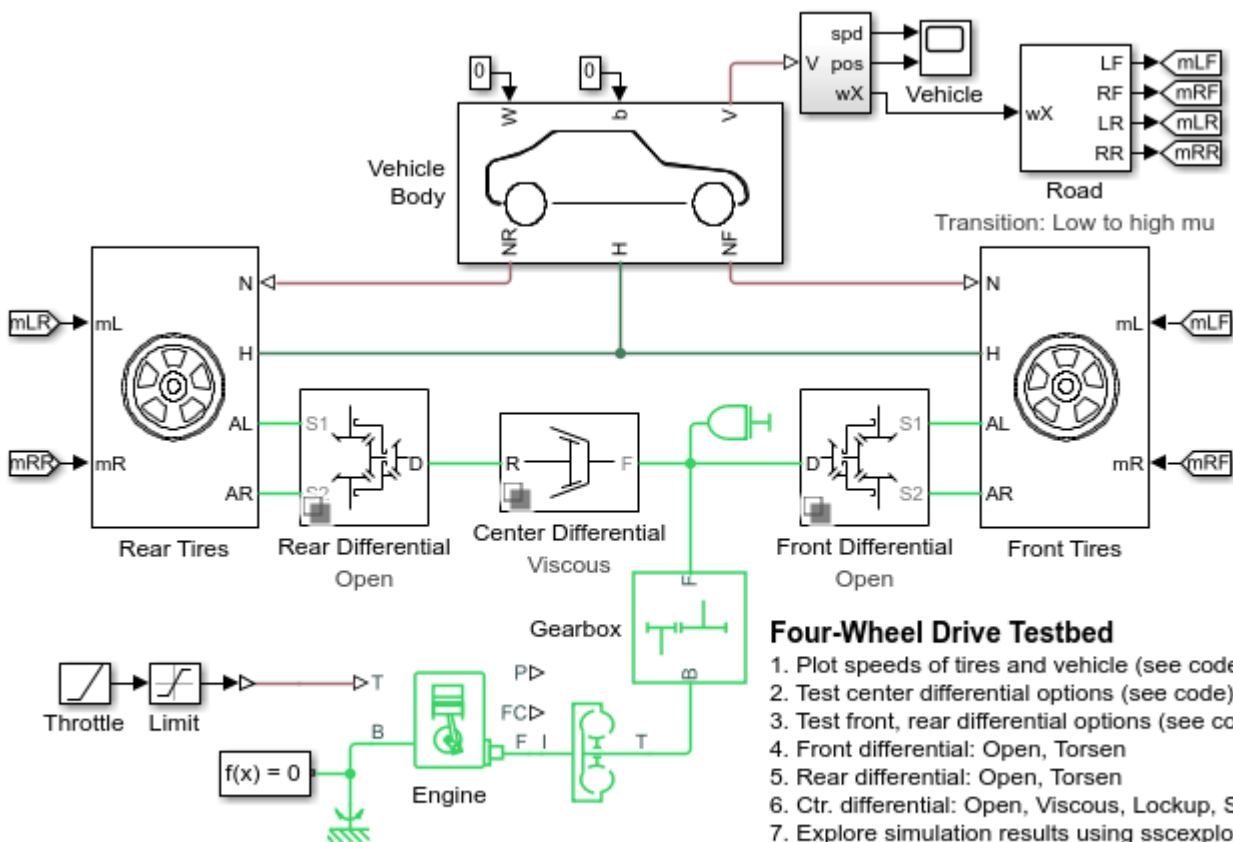 spd
V
pos
wX
Vehicle
wX
LF
RF
LR
RR
mLF
mRF
mLR
mRR
Road
Transition: Low to high mu
0
0
W
b
V
Vehicle
Body
NR
H
NF
mLR
mL
N
H
AL
AR
mRR
mR
Rear Tires
S1
S2
D
Rear Differential
Open
R
F
Center Differential
Viscous
D
S1
S2
Front Differential
Open
N
H
AL
AR
mL
mLF
mR
mRF
Front Tires
F
Gearbox
B
Throttle
Limit
T
B
f(x) = 0
P
FC
F
I
T
Engine
Four-Wheel Drive Testbed
1. Plot speeds of tires and vehicle (see code
2. Test center differential options (see code)
3. Test front, rear differential options (see co
4. Front differential: Open, Torsen
5. Rear differential: Open, Torsen
6. Ctr. differential: Open, Viscous, Lockup, S
7. Explore simulation results using sscexplo